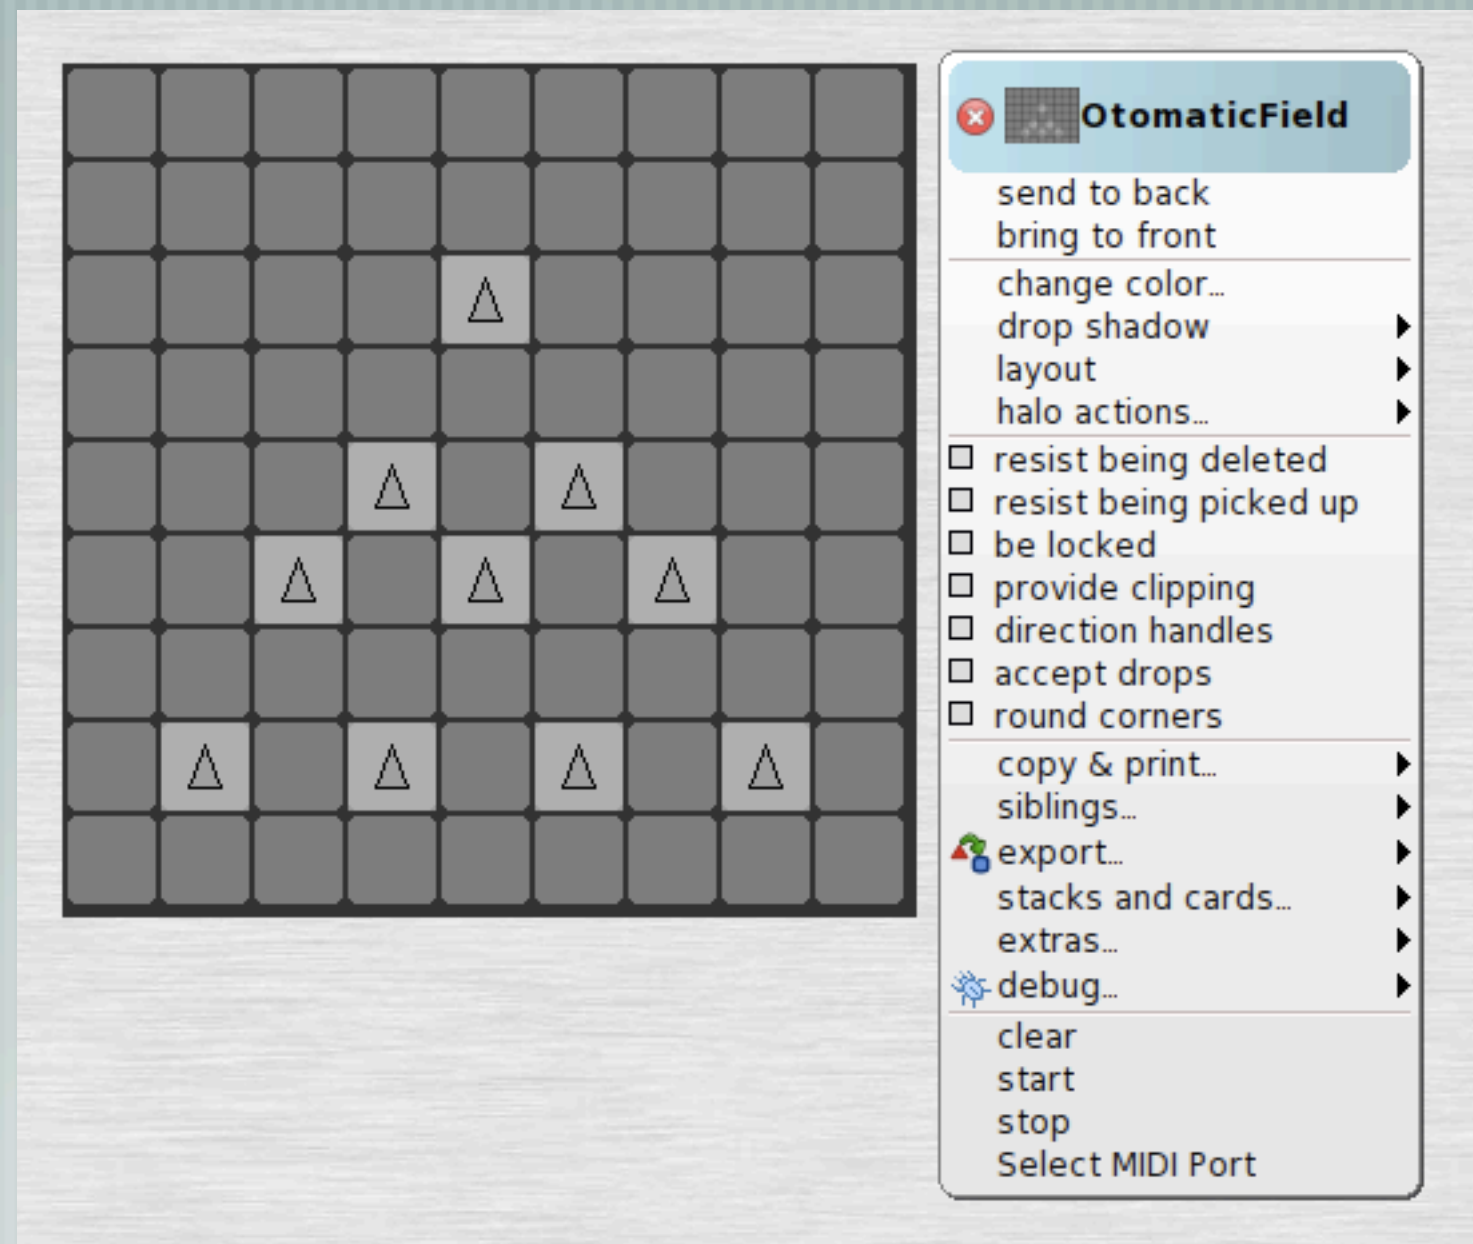 OtomaticField
send to back
bring to front
change color...
drop shadow
layout
halo actions...
resist being deleted
resist being picked up
be locked
provide clipping
direction handles
accept drops
round corners
copy & print...
siblings...
export...
stacks and cards...
extras...
debug...
clear
start
stop
Select MIDI Port